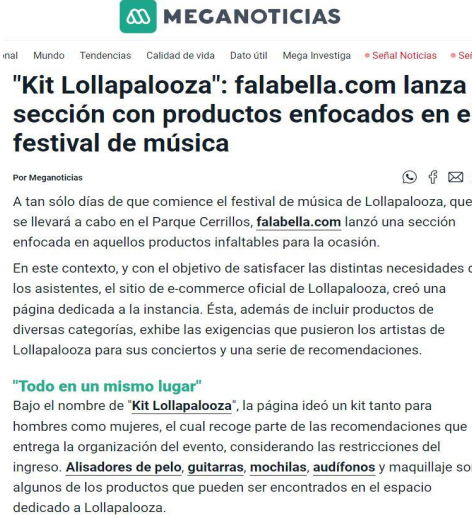 MEGANOTICIAS
nal Mundo Tendencias Calidad de vida Dato útil Mega Investiga Señal Noticias Señ
"Kit Lollapalooza": falabella.com lanza
sección con productos enfocados en e
festival de música
Por Meganoticias
A tan sólo días de que comience el festival de música de Lollapalooza, que
se llevará a cabo en el Parque Cerrillos, falabella.com lanzó una sección
enfocada en aquellos productos infaltables para la ocasión.
En este contexto, y con el objetivo de satisfacer las distintas necesidades d
los asistentes, el sitio de e-commerce oficial de Lollapalooza, creó una
página dedicada a la instancia. Ésta, además de incluir productos de
diversas categorías, exhibe las exigencias que pusieron los artistas de
Lollapalooza para sus conciertos y una serie de recomendaciones.
"Todo en un mismo lugar"
Bajo el nombre de "Kit Lollapalooza", la página ideó un kit tanto para
hombres como mujeres, el cual recoge parte de las recomendaciones que
entrega la organización del evento, considerando las restricciones del
ingreso. Alisadores de pelo, guitarras, mochilas, audífonos y maquillaje so
algunos de los productos que pueden ser encontrados en el espacio
dedicado a Lollapalooza.